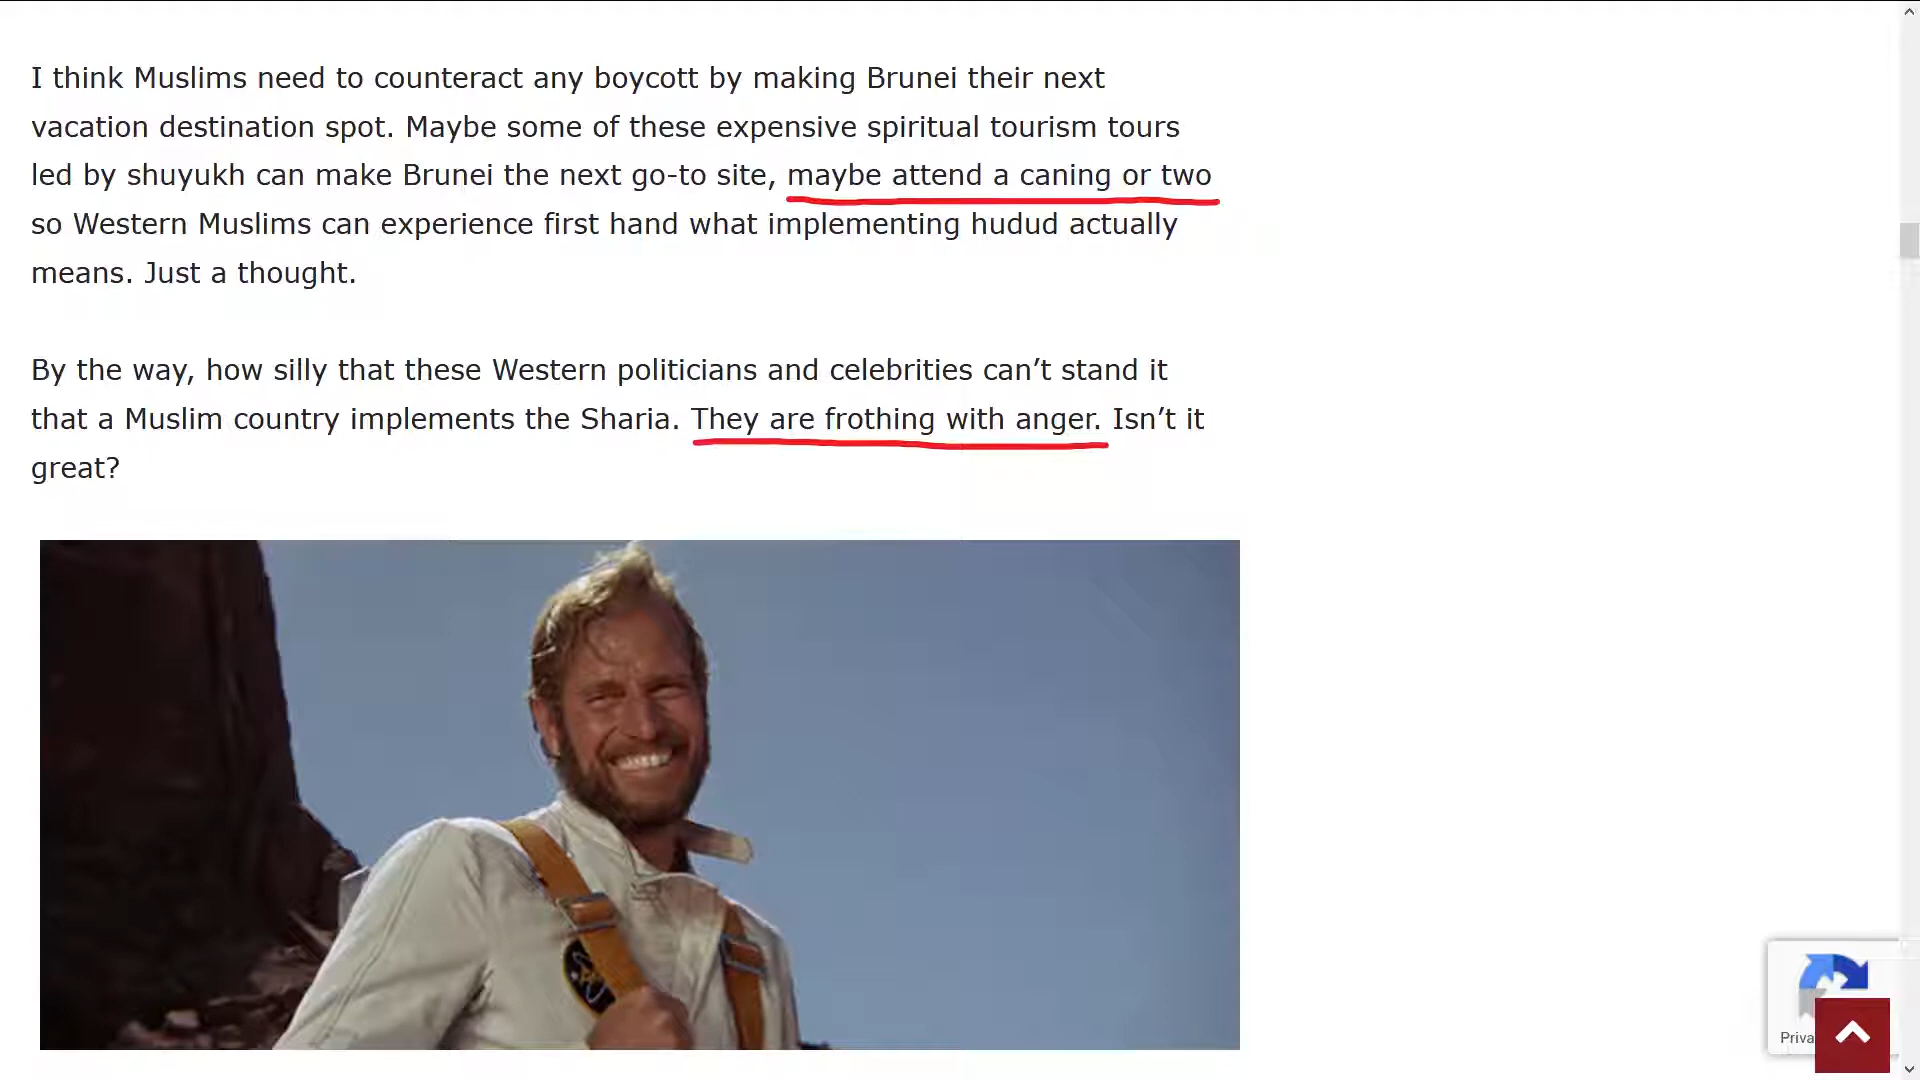 I think Muslims need to counteract any boycott by making Brunei their next
vacation destination spot. Maybe some of these expensive spiritual tourism tours
led by shuyukh can make Brunei the next go-to site, maybe attend a caning or two
so Western Muslims can experience first hand what implementing hudud actually
means. Just a thought.
By the way, how silly that these Western politicians and celebrities can’t stand it
that a Muslim country implements the Sharia. They are frothing with anger. Isn’t it
great?
Priva